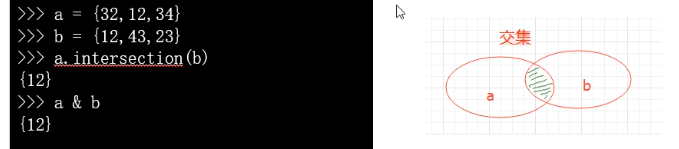 >>> a = {32,12,34}
>>> b = {12,43,23}
>>> a.intersection(b)
{12}
>>> a & b
{12}
交集
a
b